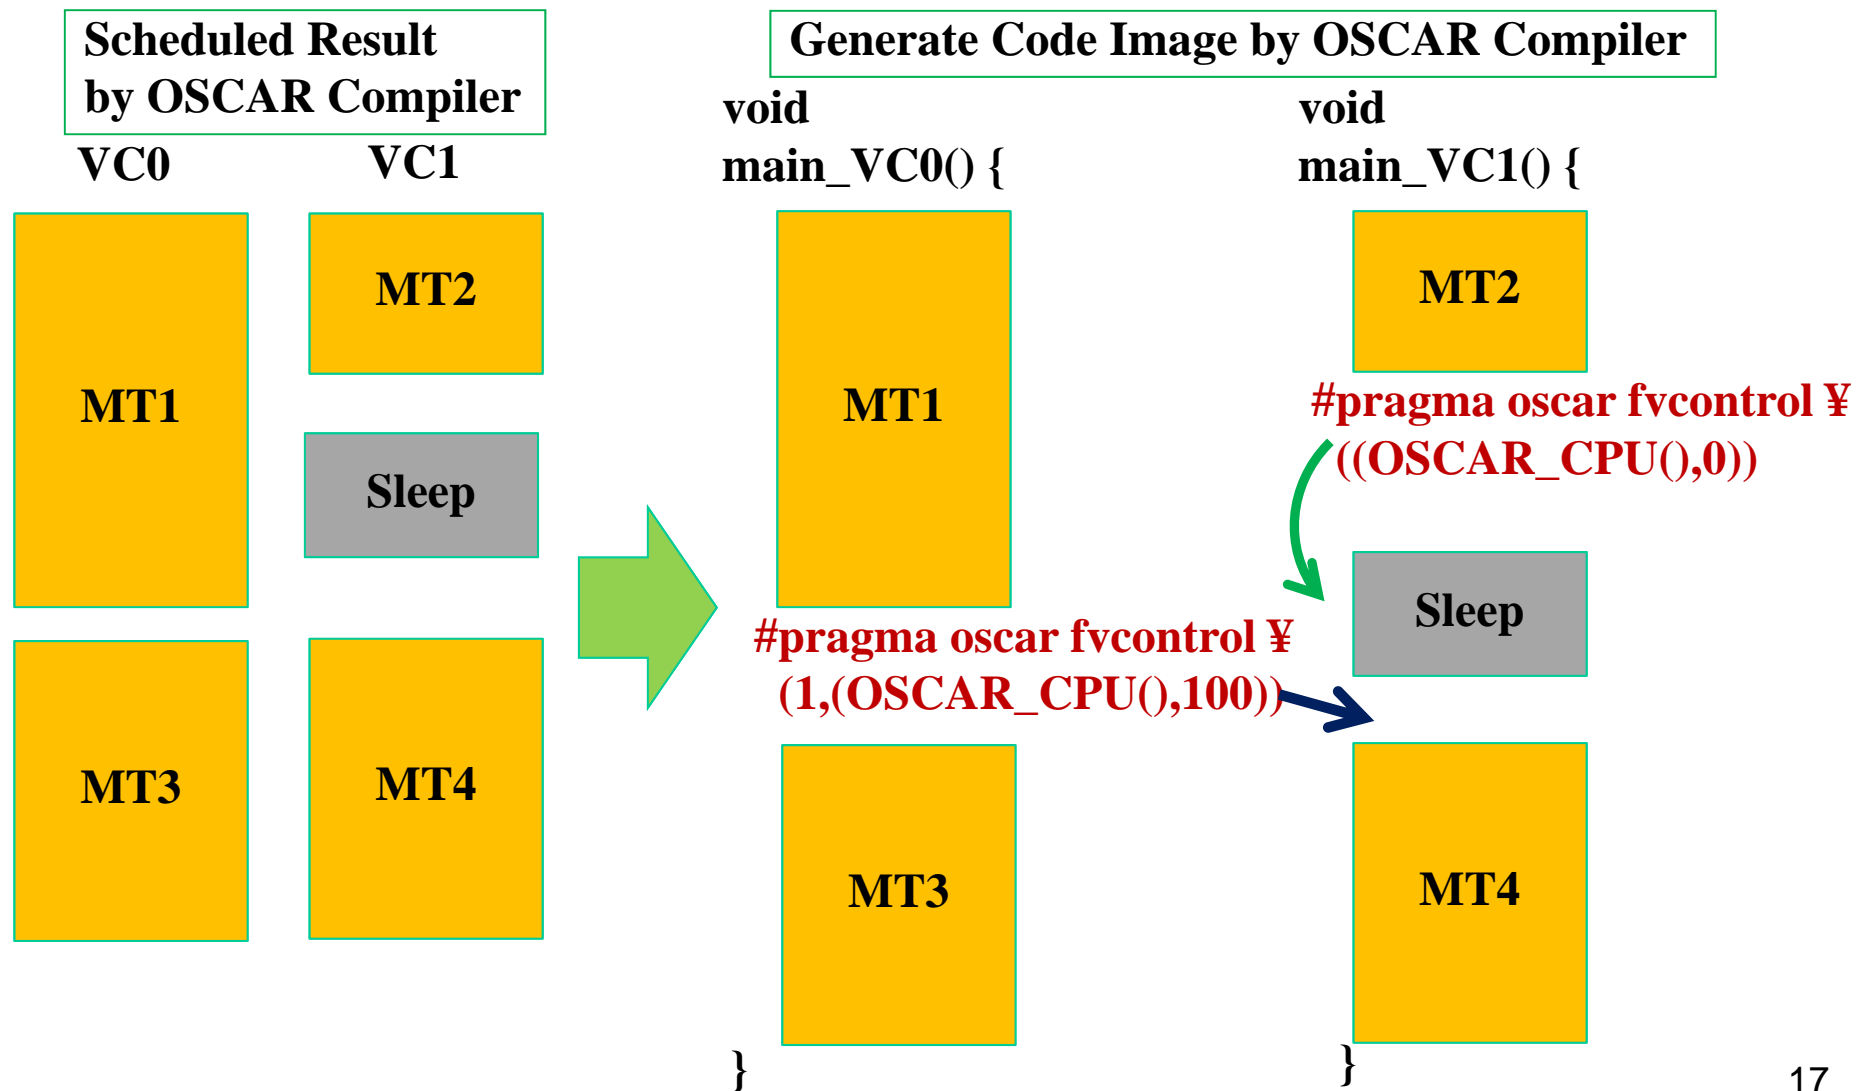 Scheduled Result
by OSCAR Compiler
VC0
VC1
MT1
MT2
Sleep
MT3
MT4
Generate Code Image by OSCAR Compiler
void
main_VC0() {
MT1
#pragma oscar fvcontrol ¥
(1,(OSCAR_CPU(),100))
MT3
}
void
main_VC1() {
MT2
#pragma oscar fvcontrol ¥
((OSCAR_CPU(),0))
Sleep
MT4
}
17